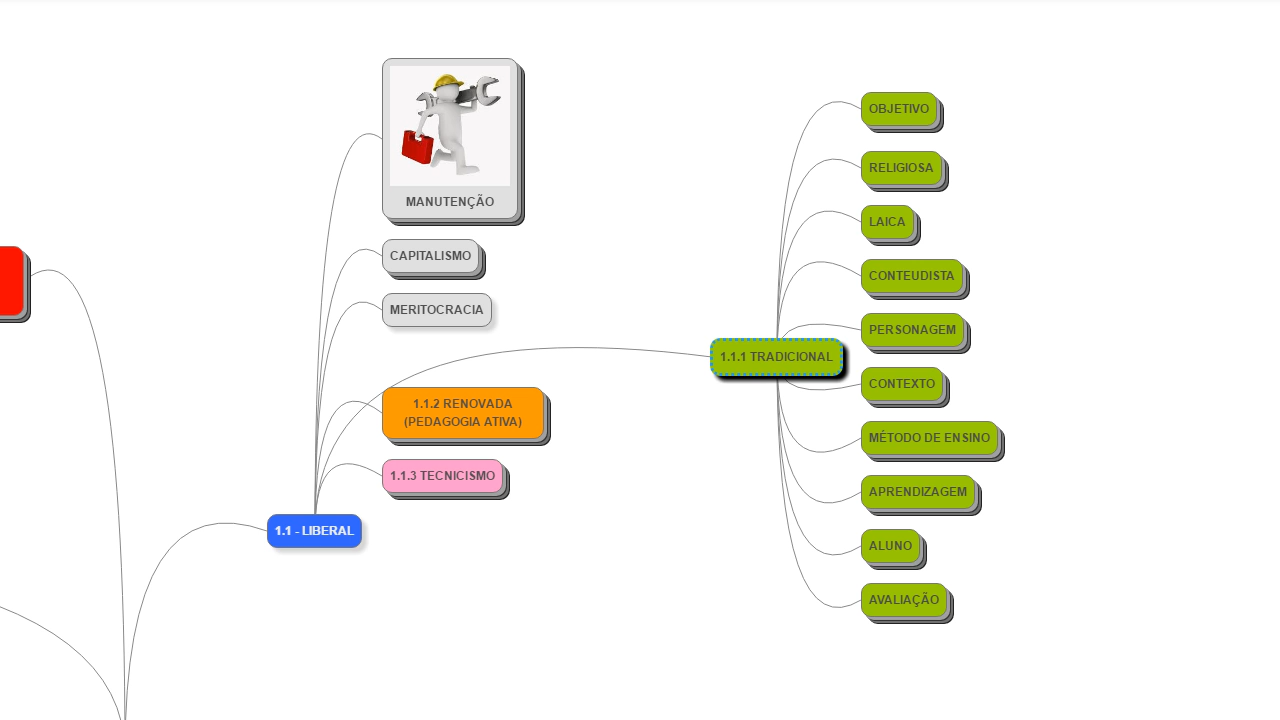 MANUTENÇÃO
CAPITALISMO
MERITOCRACIA
1.1.2 RENOVADA
(PEDAGOGIA ATIVA)
1.1.3 TECNICISMO
1.1 - LIBERAL
1.1.1 TRADICIONAL
OBJETIVO
RELIGIOSA
LAICA
CONTEUDISTA
PERSONAGEM
CONTEXTO
MÉTODO DE ENSINO
APRENDIZAGEM
ALUNO
AVALIAÇÃO